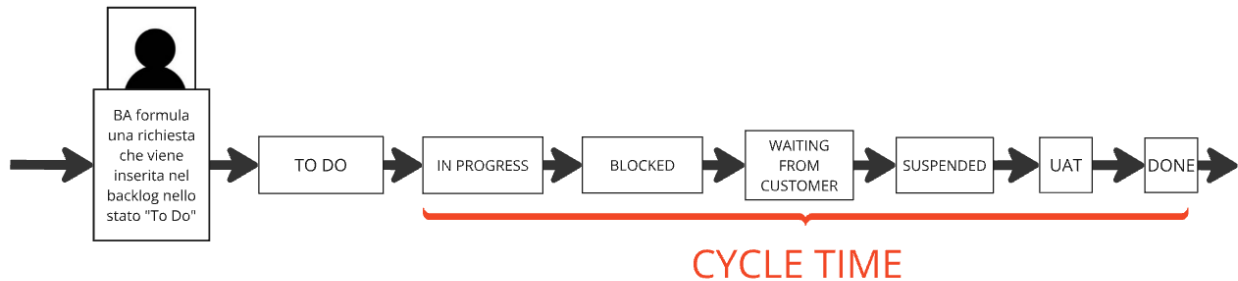 BA formula
una richiesta
che viene
inserita nel
backlog nello
stato "To Do"
TO DO
IN PROGRESS
BLOCKED
WAITING
FROM
CUSTOMER
SUSPENDED
UAT
DONE
CYCLE TIME